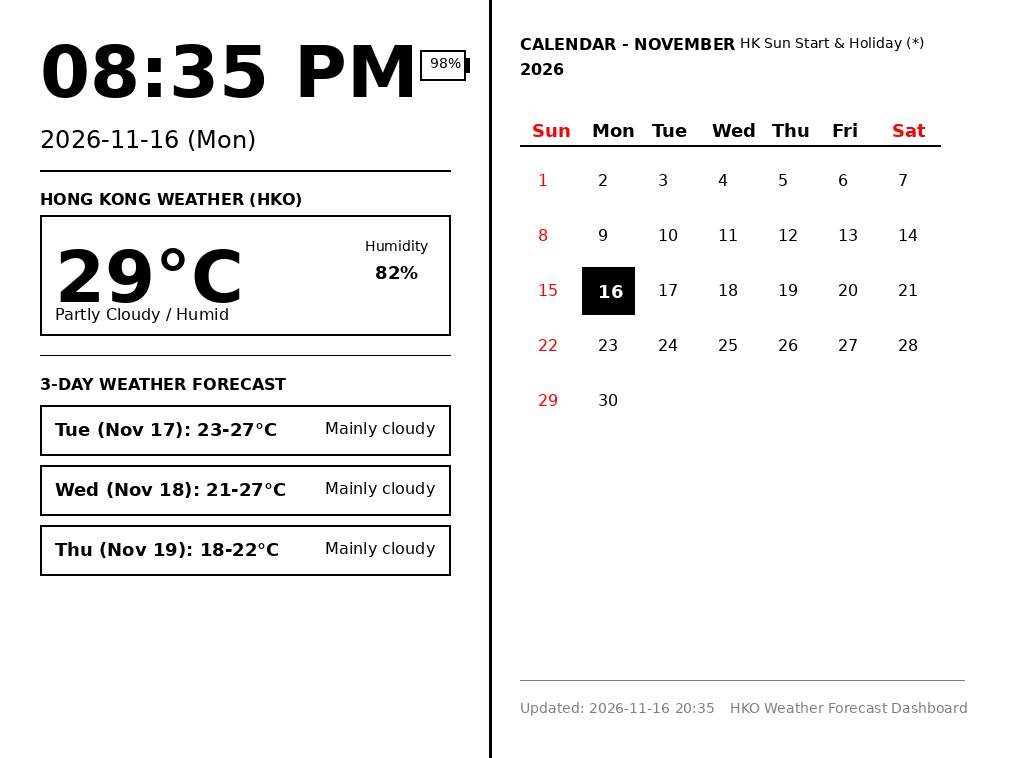 08:35 PM 98%
2026-11-16 (Mon)
HONG KONG WEATHER (HKO)
29°C
Humidity
82%
Partly Cloudy / Humid
3-DAY WEATHER FORECAST
Tue (Nov 17): 23-27°C Mainly cloudy
Wed (Nov 18): 21-27°C Mainly cloudy
Thu (Nov 19): 18-22°C Mainly cloudy
CALENDAR - NOVEMBER HK Sun Start & Holiday (*)
2026
Sun Mon Tue Wed Thu Fri Sat
1 2 3 4 5 6 7
8 9 10 11 12 13 14
15 16 17 18 19 20 21
22 23 24 25 26 27 28
29 30
Updated: 2026-11-16 20:35 HKO Weather Forecast Dashboard